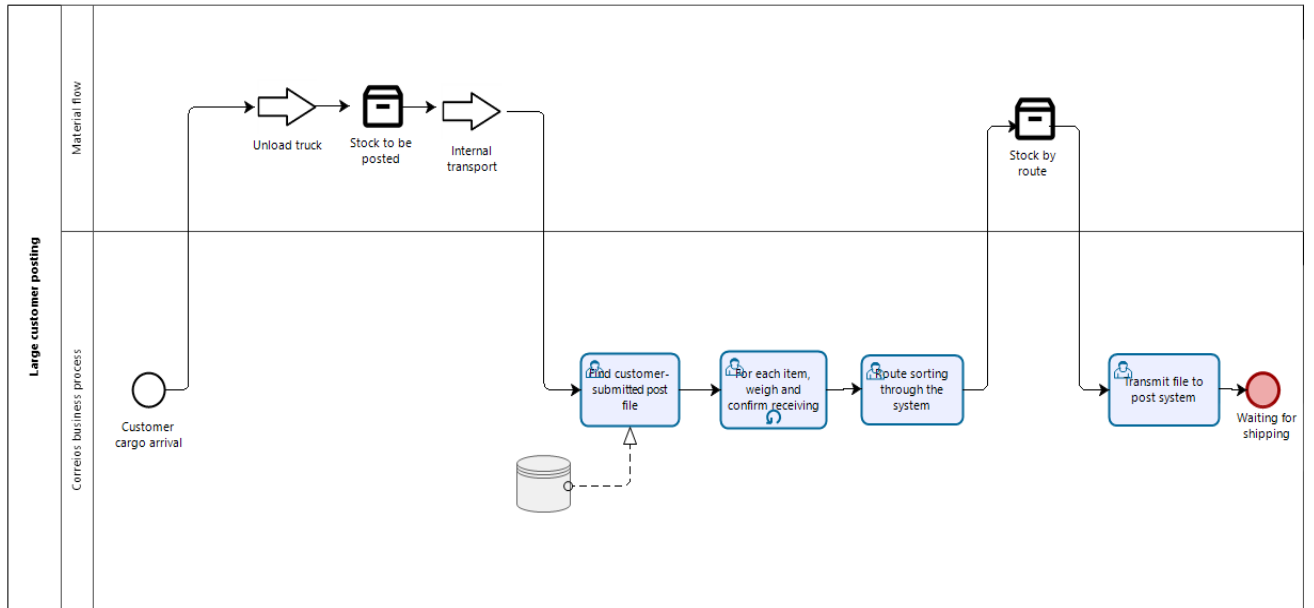 Large customer posting
Material flow
Unload truck
Stock to be
posted
Internal
transport
Stock by
route
Correios business process
Customer
cargo arrival
Find customer-
submitted post
file
For each item,
weigh and
confirm receiving
Route sorting
through the
system
Transmit file to
post system
Waiting for
shipping